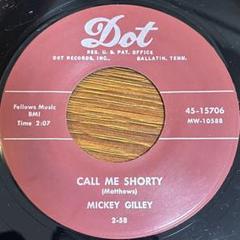 Dot
REG. U. S. PAT. OFFICE
DOT RECORDS, INC., GALLATIN, TENN.
Fellows Music
BMI
Time 2:07
45-15706
MW-10588
CALL ME SHORTY
(Matthews)
MICKEY GILLEY
2-58